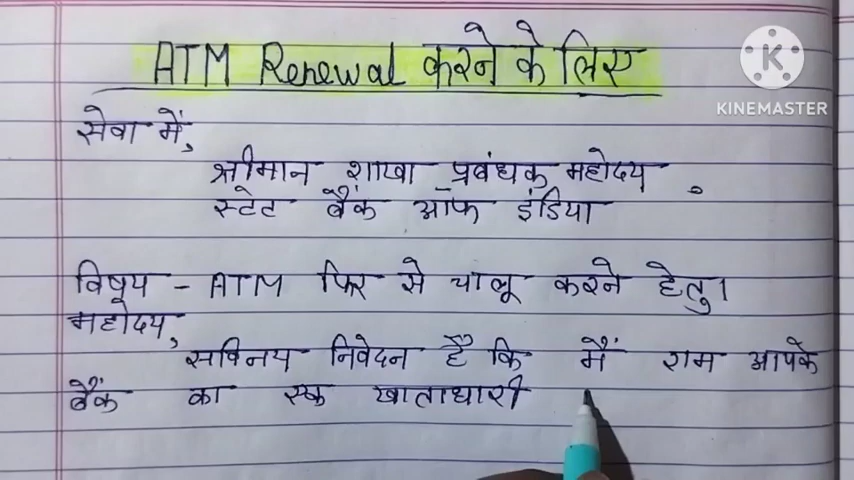 ATM Renewal करने के लिए
K
KINEMASTER
सेवा में,
श्रीमान शाखा प्रबंधक महोदय
स्टेट बैंक ऑफ इंडिया
विषय - ATM फिर से चालू करने हेतु।
महोदय,
सविनय निवेदन है कि मैं राम आपके
बैंक का एक खाताधारी